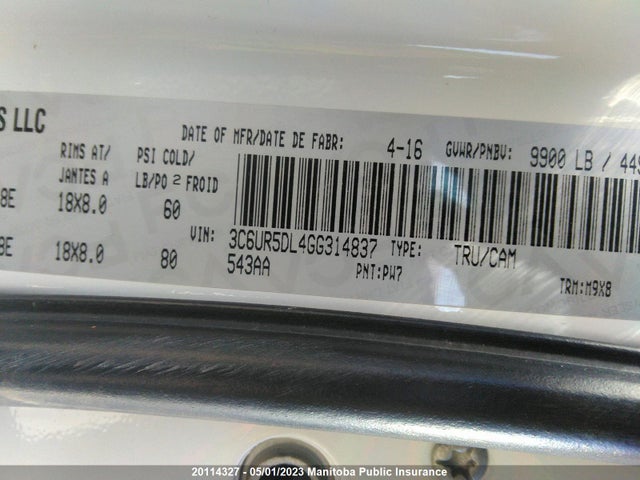 S LLC
DATE OF MFR/DATE DE FABR: 4-16 GVWR/PNBV: 9900 LB / 449
RIMS AT/ PSI COLD/
JANTES A LB/PO 2 FROID
8E 18X8.0 60
VIN: 3C6UR5DL4GG314837 TYPE: TRU/CAM
8E 18X8.0 80 543AA PNT:PW7 TRM:M9X8
20114327 - 05/01/2023 Manitoba Public Insurance